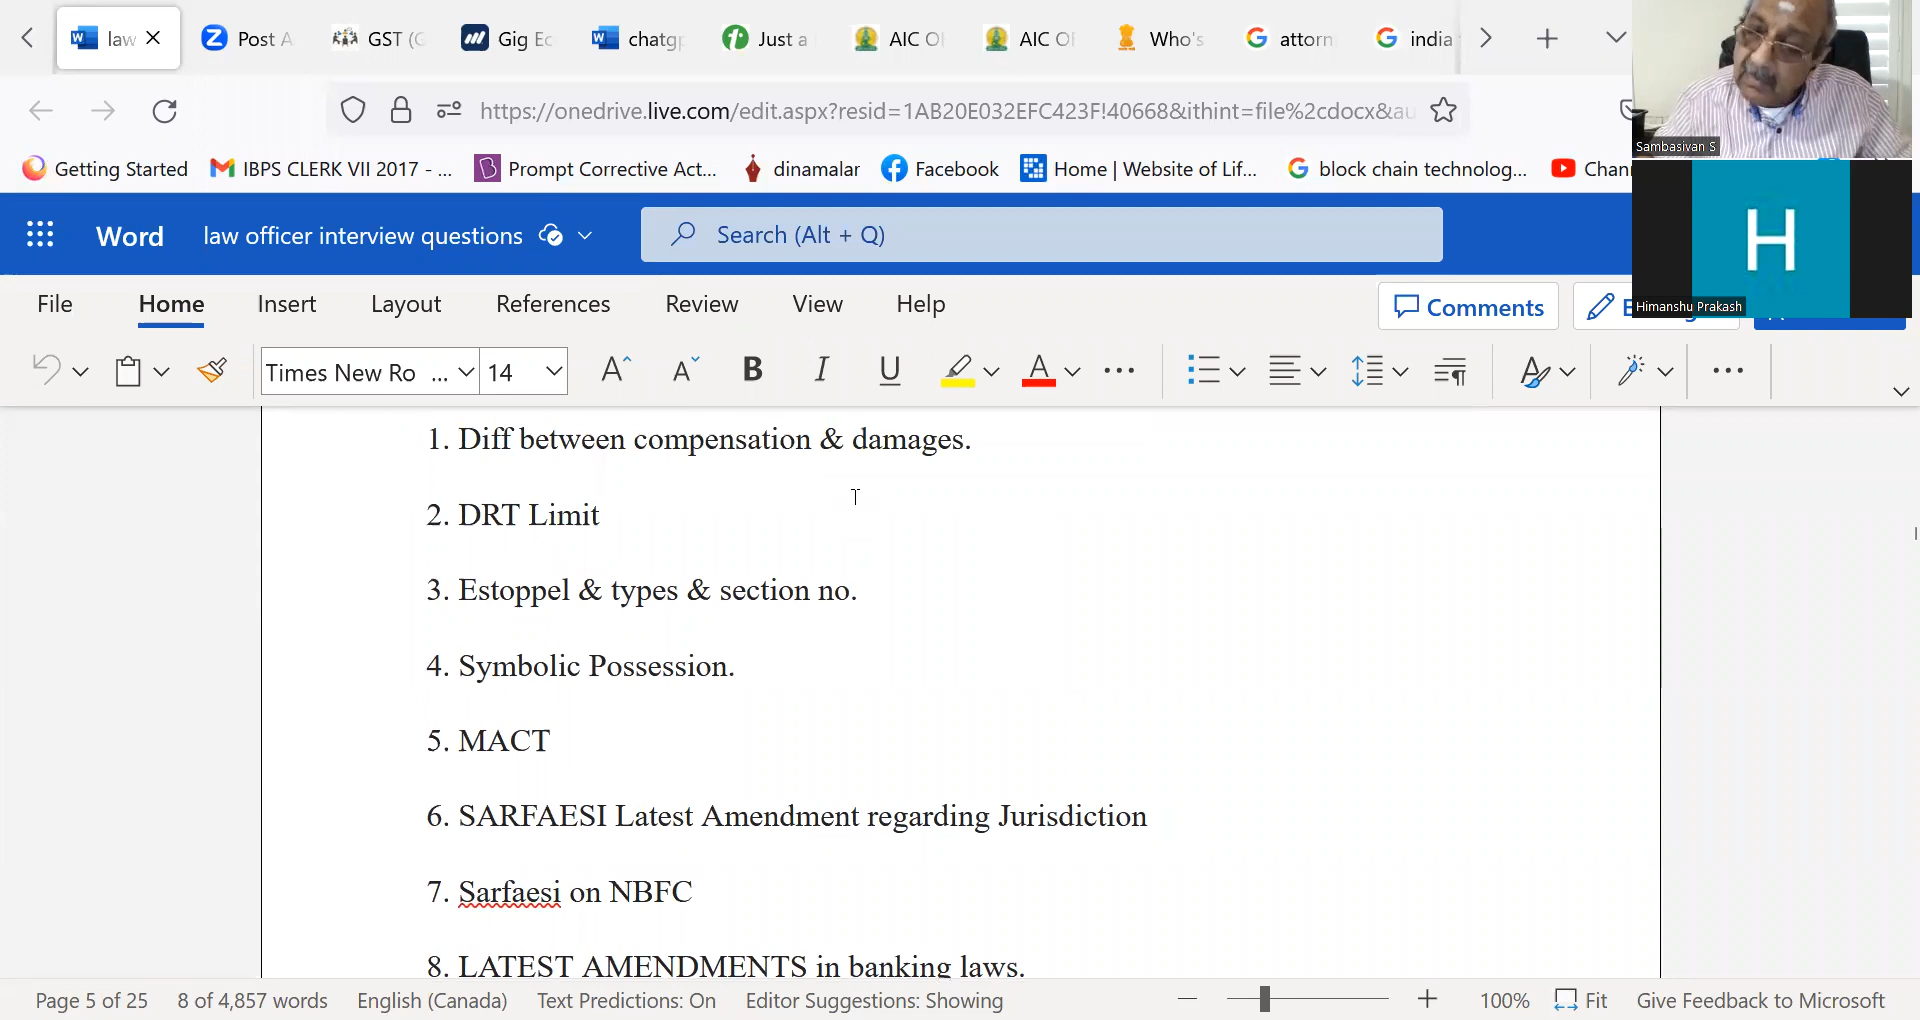 law
Post A
GST (G
Gig Ec
chatgp
Just a
AIC Of
AIC Of
Who's
attorn
india
https://onedrive.live.com/edit.aspx?resid=1AB20E032EFC423F!40668&ithint=file%2cdocx&au
Getting Started
IBPS CLERK VII 2017 - ...
Prompt Corrective Act...
dinamalar
Facebook
Home | Website of Lif...
block chain technolog...
Chan
Sambasivan S
H
Himanshu Prakash
Word
law officer interview questions
Search (Alt + Q)
File
Home
Insert
Layout
References
Review
View
Help
Comments
Times New Ro ...
14
1. Diff between compensation & damages.
2. DRT Limit
3. Estoppel & types & section no.
4. Symbolic Possession.
5. MACT
6. SARFAESI Latest Amendment regarding Jurisdiction
7. Sarfaesi on NBFC
8. LATEST AMENDMENTS in banking laws.
Page 5 of 25
8 of 4,857 words
English (Canada)
Text Predictions: On
Editor Suggestions: Showing
100%
Fit
Give Feedback to Microsoft